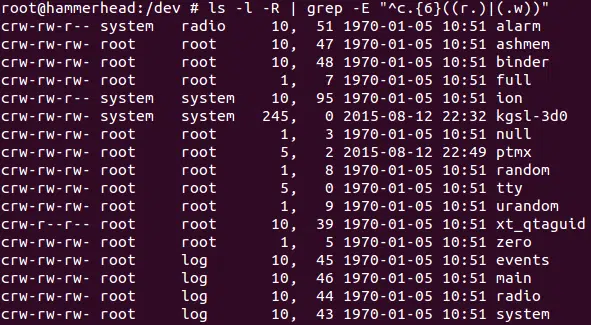 root@hammerhead:/dev # ls -l -R | grep -E "^c.{6}((r.)|(.w))"
crw-rw-r-- system   radio     10,  51 1970-01-05 10:51 alarm
crw-rw-rw- root     root      10,  47 1970-01-05 10:51 ashmem
crw-rw-rw- root     root      10,  48 1970-01-05 10:51 binder
crw-rw-rw- root     root       1,   7 1970-01-05 10:51 full
crw-rw-r-- system   system    10,  95 1970-01-05 10:51 ion
crw-rw-rw- system   system   245,   0 2015-08-12 22:32 kgsl-3d0
crw-rw-rw- root     root       1,   3 1970-01-05 10:51 null
crw-rw-rw- root     root       5,   2 2015-08-12 22:49 ptmx
crw-rw-rw- root     root       1,   8 1970-01-05 10:51 random
crw-rw-rw- root     root       5,   0 1970-01-05 10:51 tty
crw-rw-rw- root     root       1,   9 1970-01-05 10:51 urandom
crw-r--r-- root     root      10,  39 1970-01-05 10:51 xt_qtaguid
crw-rw-rw- root     root       1,   5 1970-01-05 10:51 zero
crw-rw-rw- root     log       10,  45 1970-01-05 10:51 events
crw-rw-rw- root     log       10,  46 1970-01-05 10:51 main
crw-rw-rw- root     log       10,  44 1970-01-05 10:51 radio
crw-rw-rw- root     log       10,  43 1970-01-05 10:51 system